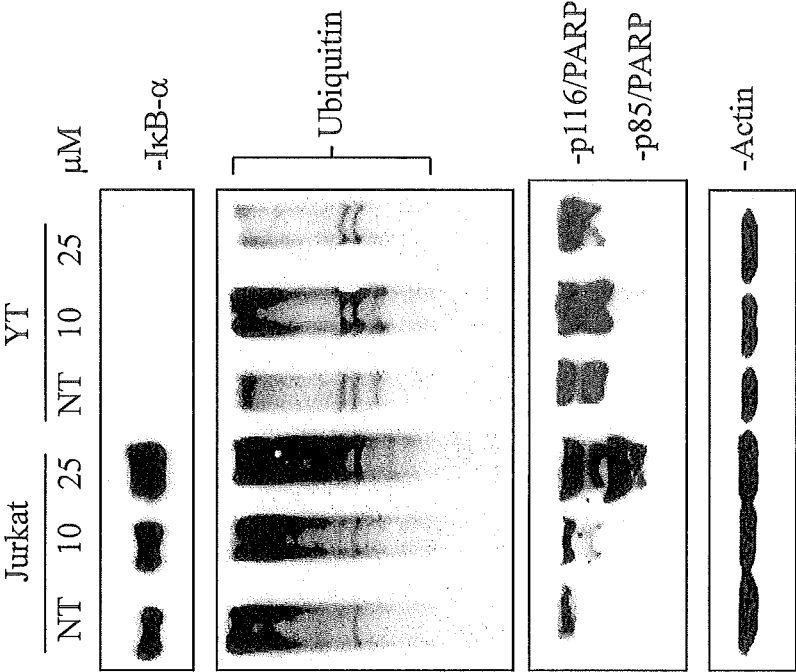 Jurkat YT
NT 10 25 NT 10 25 µM
-IκB-α
Ubiquitin
-p116/PARP
-p85/PARP
-Actin